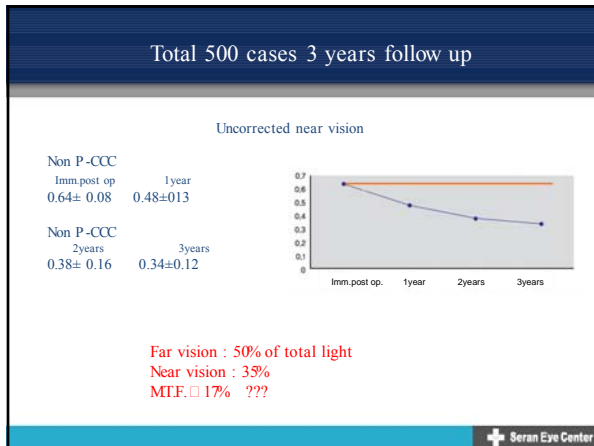 Total 500 cases 3 years follow up
Uncorrected near vision
Non P-CCC
Imm.post op 1year
0.64± 0.08 0.48±013
Non P-CCC
2years 3years
0.38± 0.16 0.34±0.12
0,7
0,6
0,5
0,4
0,3
0,2
0,1
0
Imm.post op. 1year 2years 3years
Far vision : 50% of total light
Near vision : 35%
M.T.F. □ 17% ???
Seran Eye Center